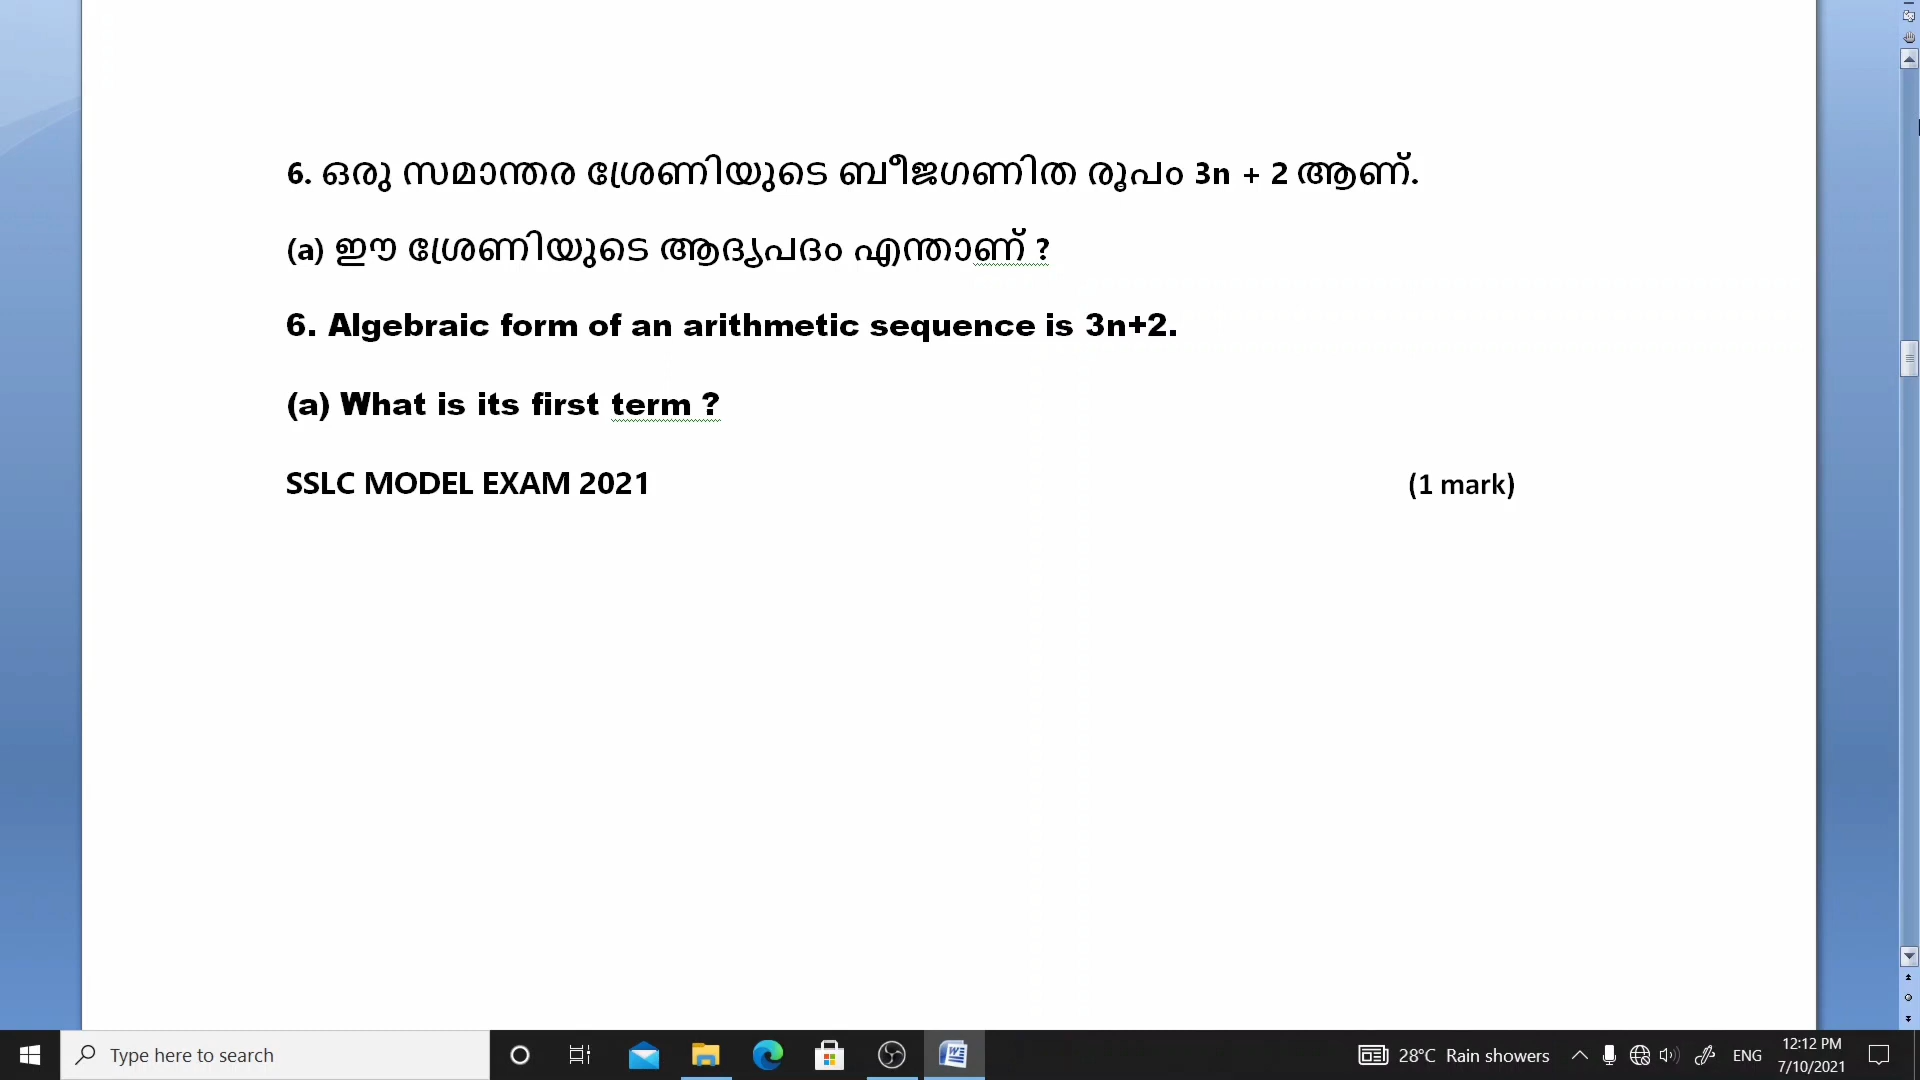 6. ഒരു സമാന്തര ശ്രേണിയുടെ ബീജഗണിത രൂപം 3n + 2 ആണ്.
(a) ഈ ശ്രേണിയുടെ ആദ്യപദം എന്താണ് ?
6. Algebraic form of an arithmetic sequence is 3n+2.
(a) What is its first term ?
SSLC MODEL EXAM 2021 (1 mark)
Type here to search 28°C Rain showers ENG 12:12 PM
7/10/2021